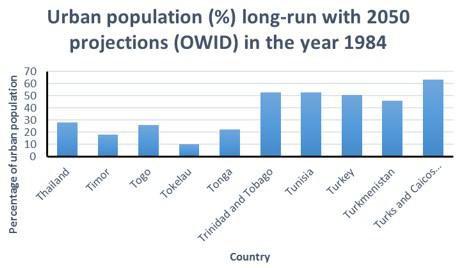 Urban population (%) long-run with 2050
projections (OWID) in the year 1984
Percentage of urban population
70
60
50
40
30
20
10
0
Thailand
Timor
Togo
Tokelau
Tonga
Trinidad and Tobago
Tunisia
Turkey
Turkmenistan
Turks and Caicos...
Country